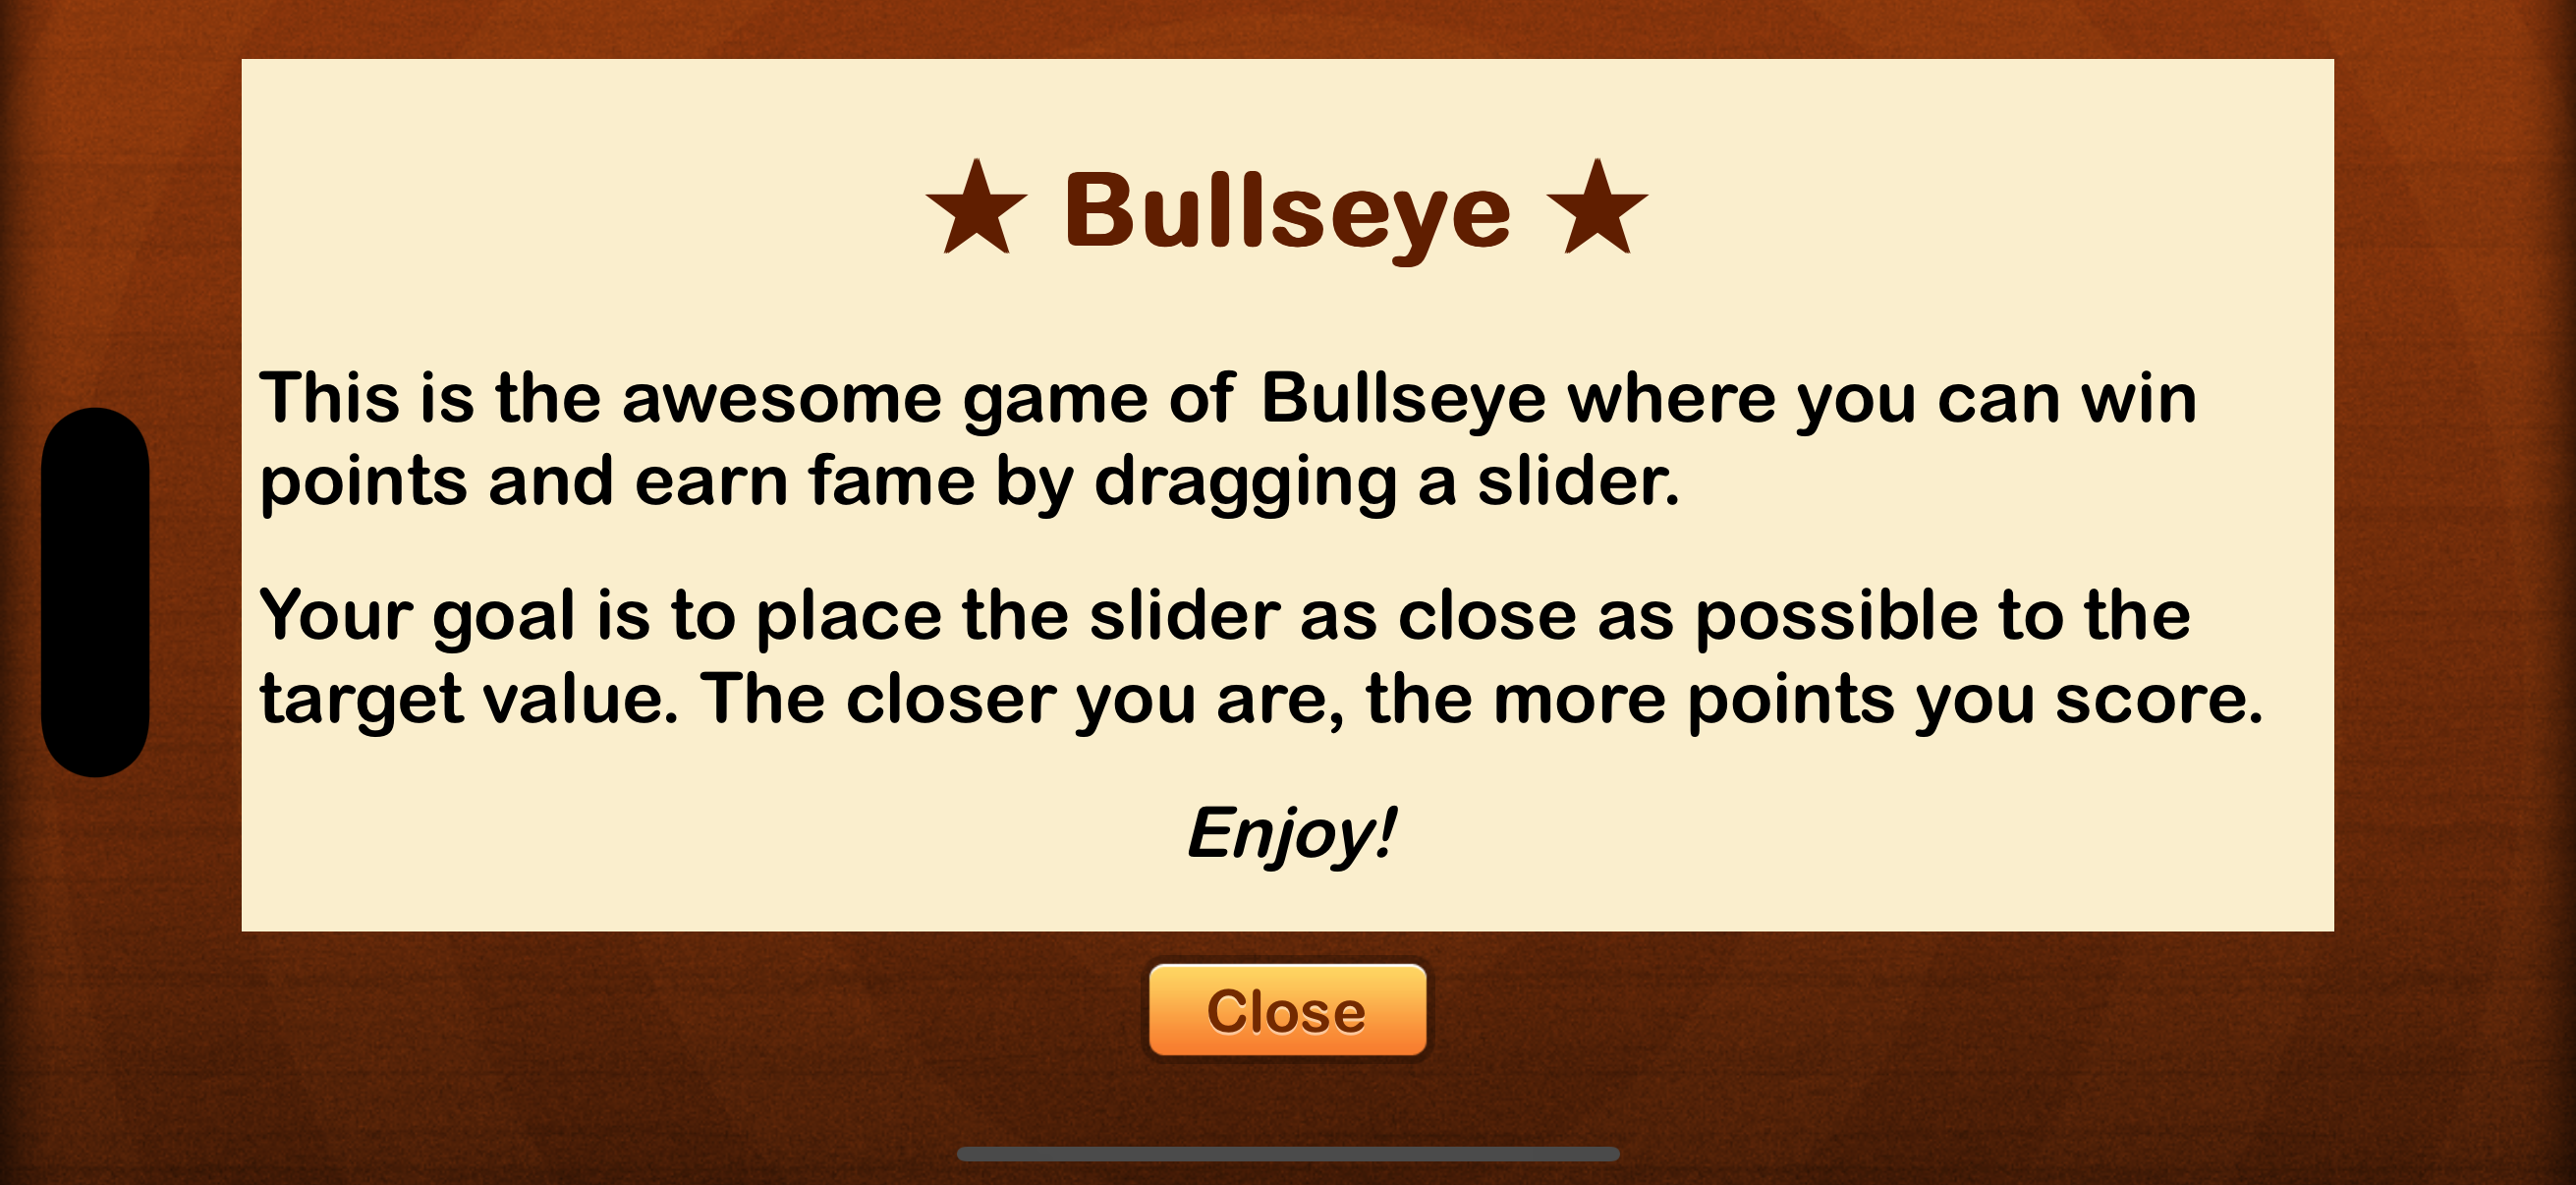 ★ Bullseye ★
This is the awesome game of Bullseye where you can win
points and earn fame by dragging a slider.
Your goal is to place the slider as close as possible to the
target value. The closer you are, the more points you score.
Enjoy!
Close